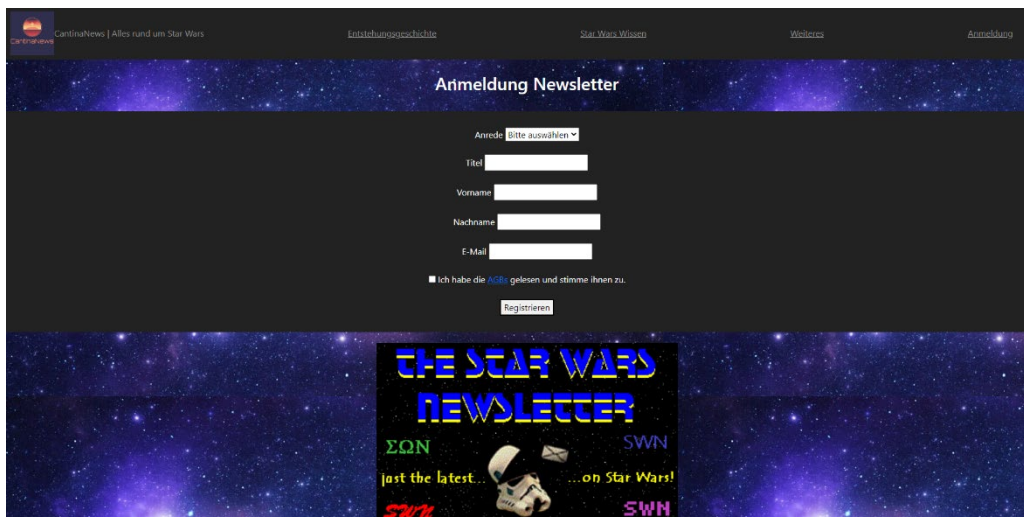 CantinaNews
CantinaNews | Alles rund um Star Wars
Entstehungsgeschichte
Star Wars Wissen
Weiteres
Anmeldung
Anmeldung Newsletter
Anrede Bitte auswählen
Titel
Vorname
Nachname
E-Mail
Ich habe die AGBs gelesen und stimme ihnen zu.
Registrieren
THE STAR WARS
NEWSLETTER
ΣΩΝ
SWN
just the latest...
...on Star Wars!
SWN
SWN